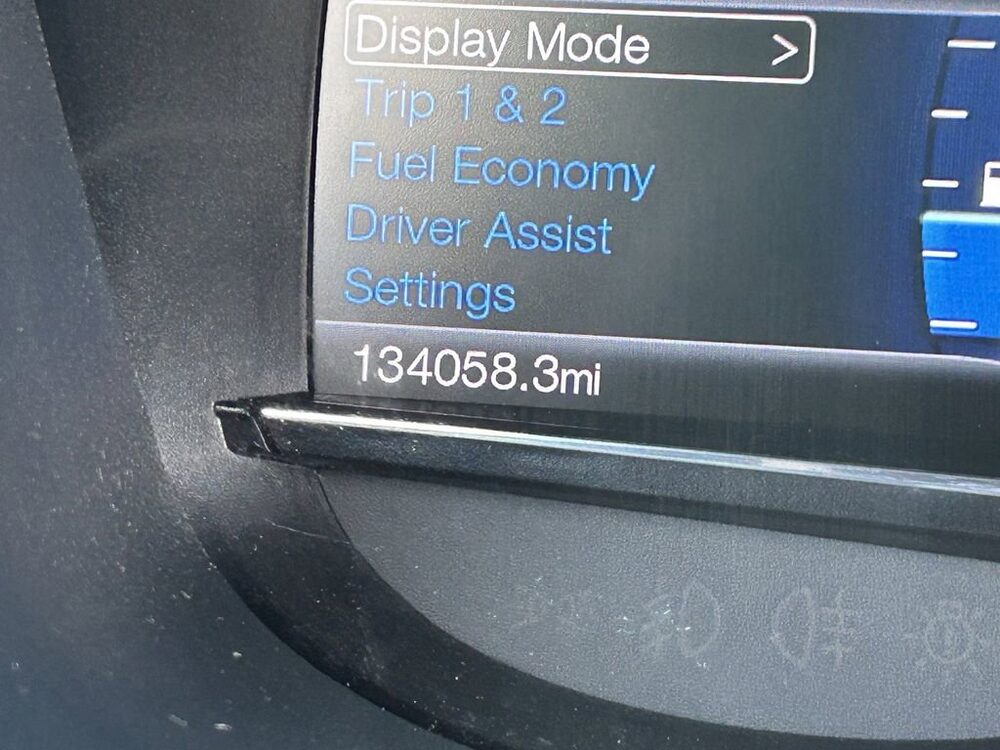 Display Mode >
Trip 1 & 2
Fuel Economy
Driver Assist
Settings
134058.3mi